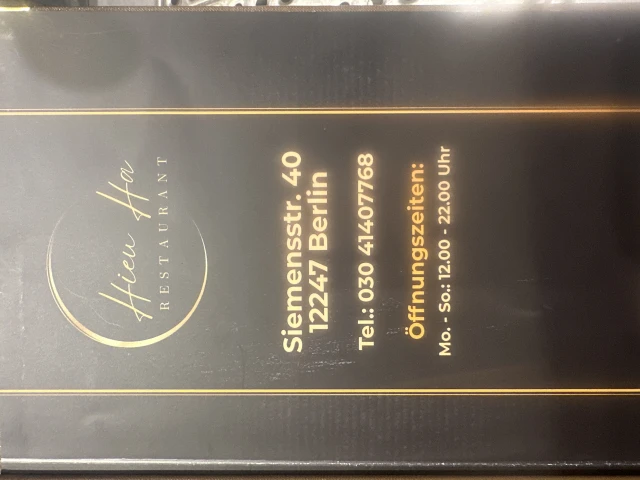 Hieu Ha
RESTAURANT
Siemensstr. 40
12247 Berlin
Tel.: 030 41407768
Öffnungszeiten:
Mo. - So.: 12.00 - 22.00 Uhr